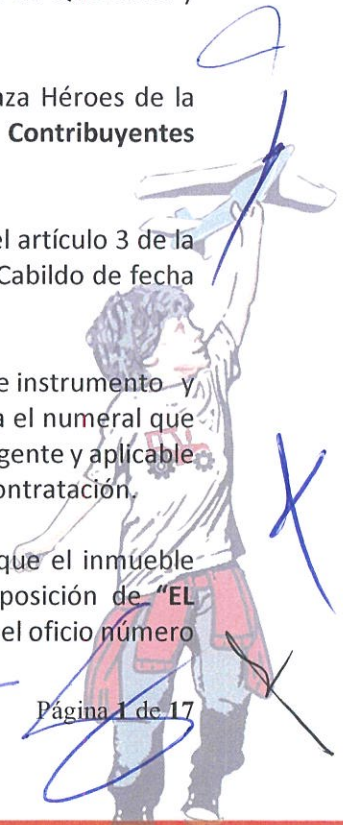 y
aza Héroes de la
Contribuyentes
el artículo 3 de la
Cabildo de fecha
e instrumento y
a el numeral que
gente y aplicable
ontratación.
que el inmueble
posición de "EL
el oficio número
Página 1 de 17